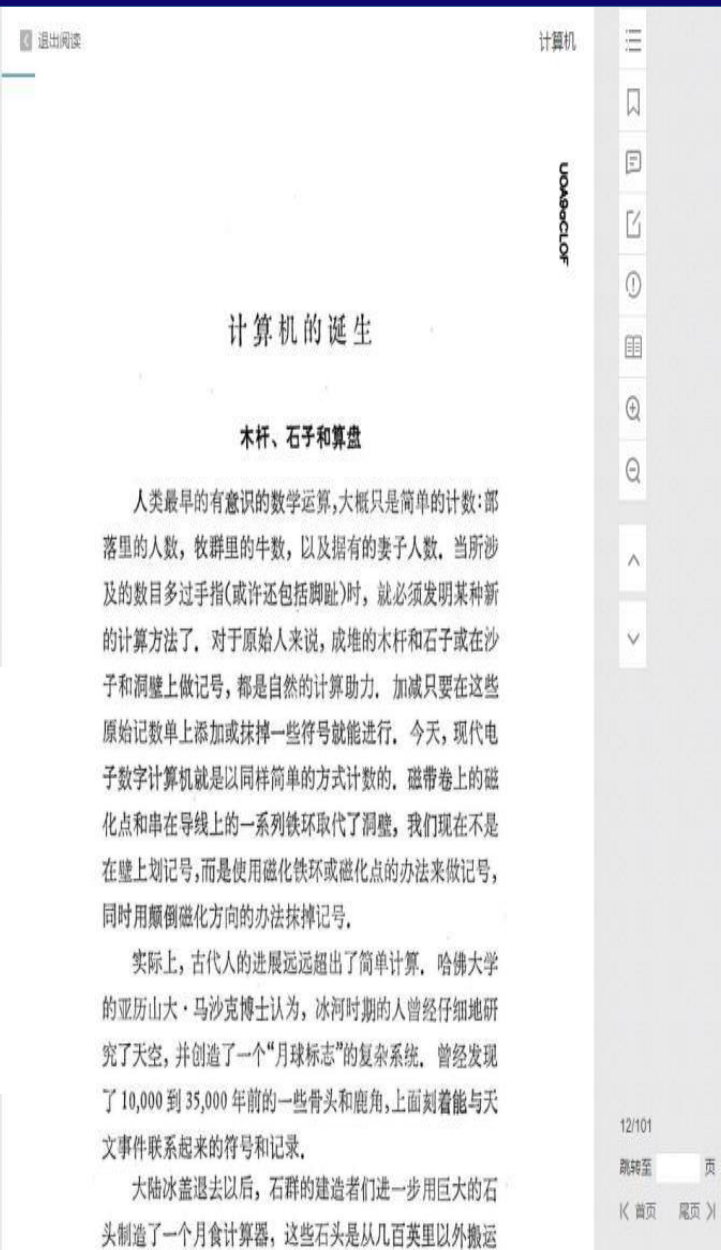 退出阅读
计算机
计算机的诞生
木杆、石子和算盘
人类最早的有意识的数学运算,大概只是简单的计数:部
落里的人数，牧群里的牛数，以及据有的妻子人数．当所涉
及的数目多过手指(或许还包括脚趾)时，就必须发明某种新
的计算方法了．对于原始人来说，成堆的木杆和石子或在沙
子和洞壁上做记号，都是自然的计算助力．加减只要在这些
原始记数单上添加或抹掉一些符号就能进行．今天，现代电
子数字计算机就是以同样简单的方式计数的．磁带卷上的磁
化点和串在导线上的一系列铁环取代了洞壁，我们现在不是
在壁上划记号,而是使用磁化铁环或磁化点的办法来做记号，
同时用颠倒磁化方向的办法抹掉记号．
实际上，古代人的进展远远超出了简单计算．哈佛大学
的亚历山大·马沙克博士认为，冰河时期的人曾经仔细地研
究了天空，并创造了一个“月球标志”的复杂系统．曾经发现
了10,000到35,000年前的一些骨头和鹿角,上面刻着能与天
文事件联系起来的符号和记录．
大陆冰盖退去以后，石群的建造者们进一步用巨大的石
头制造了一个月食计算器，这些石头是从几百英里以外搬运
12/101
跳转至 页
首页 尾页